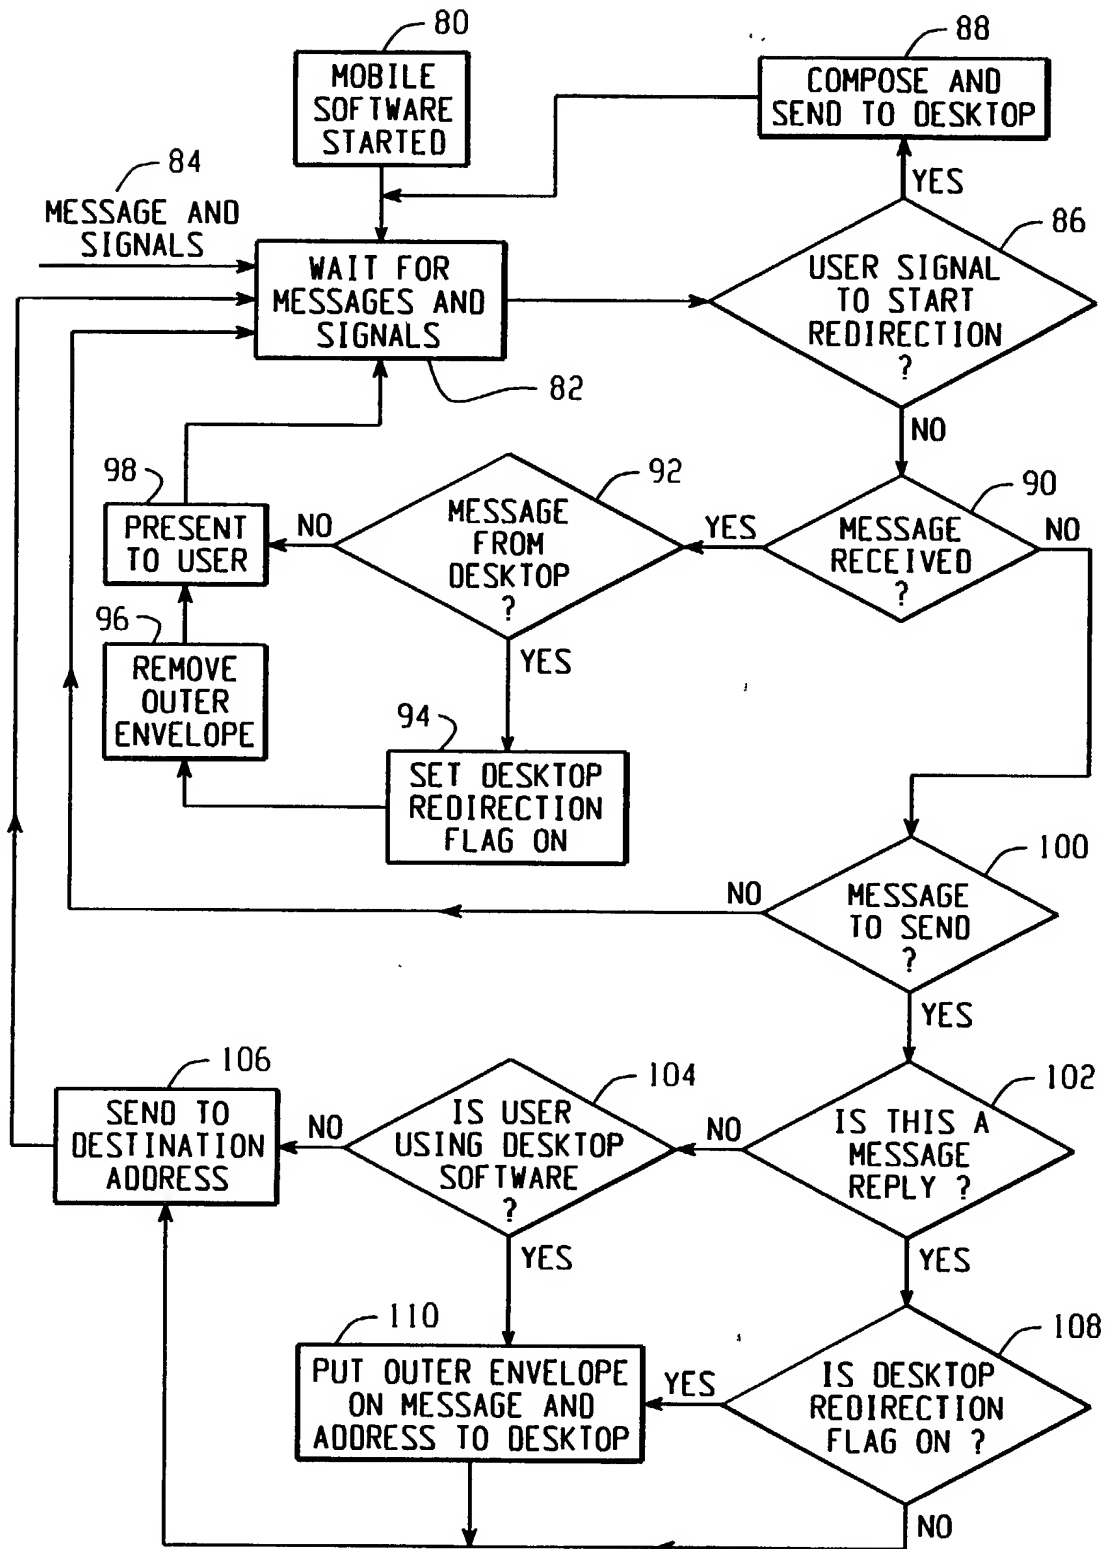 80
MOBILE
SOFTWARE
STARTED
88
COMPOSE AND
SEND TO DESKTOP
84
MESSAGE AND
SIGNALS
YES
86
WAIT FOR
MESSAGES AND
SIGNALS
82
USER SIGNAL
TO START
REDIRECTION
?
NO
98
PRESENT
TO USER
NO
92
MESSAGE
FROM
DESKTOP
?
YES
90
MESSAGE
RECEIVED
?
NO
96
REMOVE
OUTER
ENVELOPE
YES
94
SET DESKTOP
REDIRECTION
FLAG ON
100
NO
MESSAGE
TO SEND
?
YES
106
SEND TO
DESTINATION
ADDRESS
NO
104
IS USER
USING DESKTOP
SOFTWARE
?
NO
102
IS THIS A
MESSAGE
REPLY ?
YES
YES
110
PUT OUTER ENVELOPE
ON MESSAGE AND
ADDRESS TO DESKTOP
YES
108
IS DESKTOP
REDIRECTION
FLAG ON ?
NO